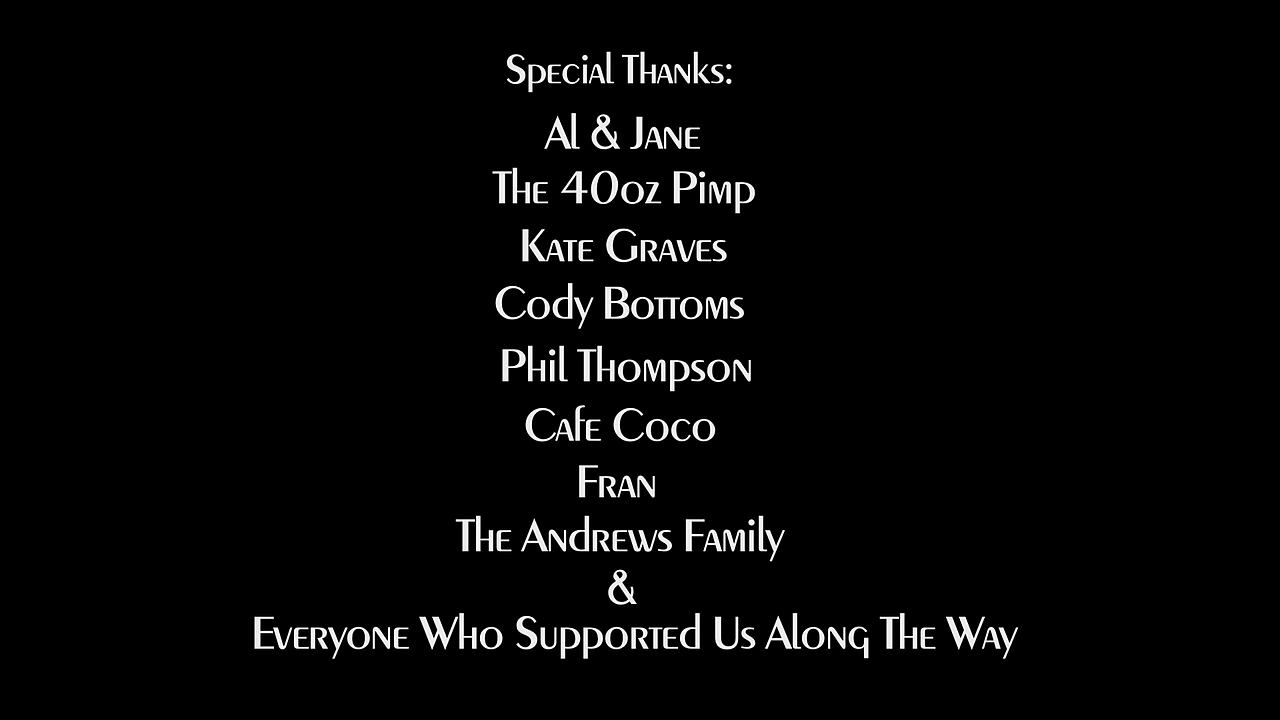 Special Thanks:
Al & Jane
The 40oz Pimp
Kate Graves
Cody Bottoms
Phil Thompson
Cafe Coco
Fran
The Andrews Family
&
Everyone Who Supported Us Along The Way